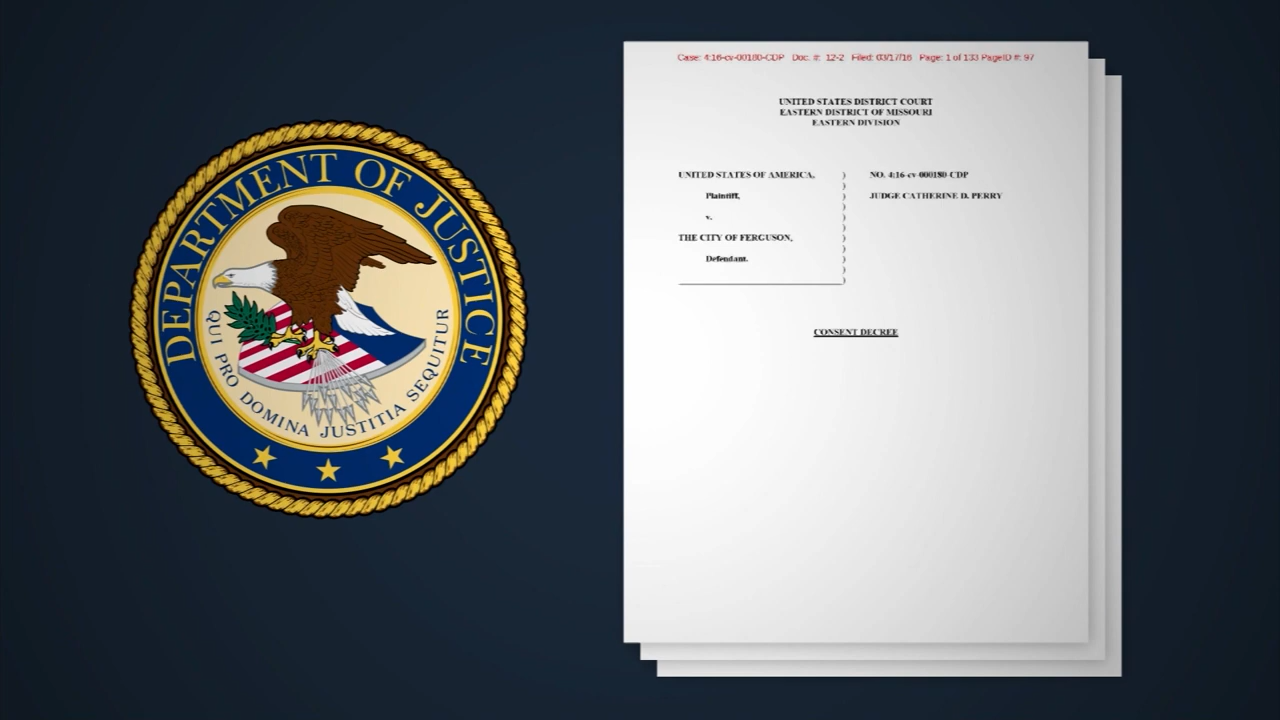 DEPARTMENT OF JUSTICE
QUI PRO DOMINA JUSTITIA SEQUITUR
Case: 4:16-cv-00180-CDP Doc. #: 12-2 Filed: 03/17/16 Page: 1 of 133 PageID #: 97
UNITED STATES DISTRICT COURT
EASTERN DISTRICT OF MISSOURI
EASTERN DIVISION
UNITED STATES OF AMERICA, ) NO. 4:16-cv-000180-CDP
)
Plaintiff, ) JUDGE CATHERINE D. PERRY
)
v. )
)
THE CITY OF FERGUSON, )
)
Defendant. )
)
)
CONSENT DECREE